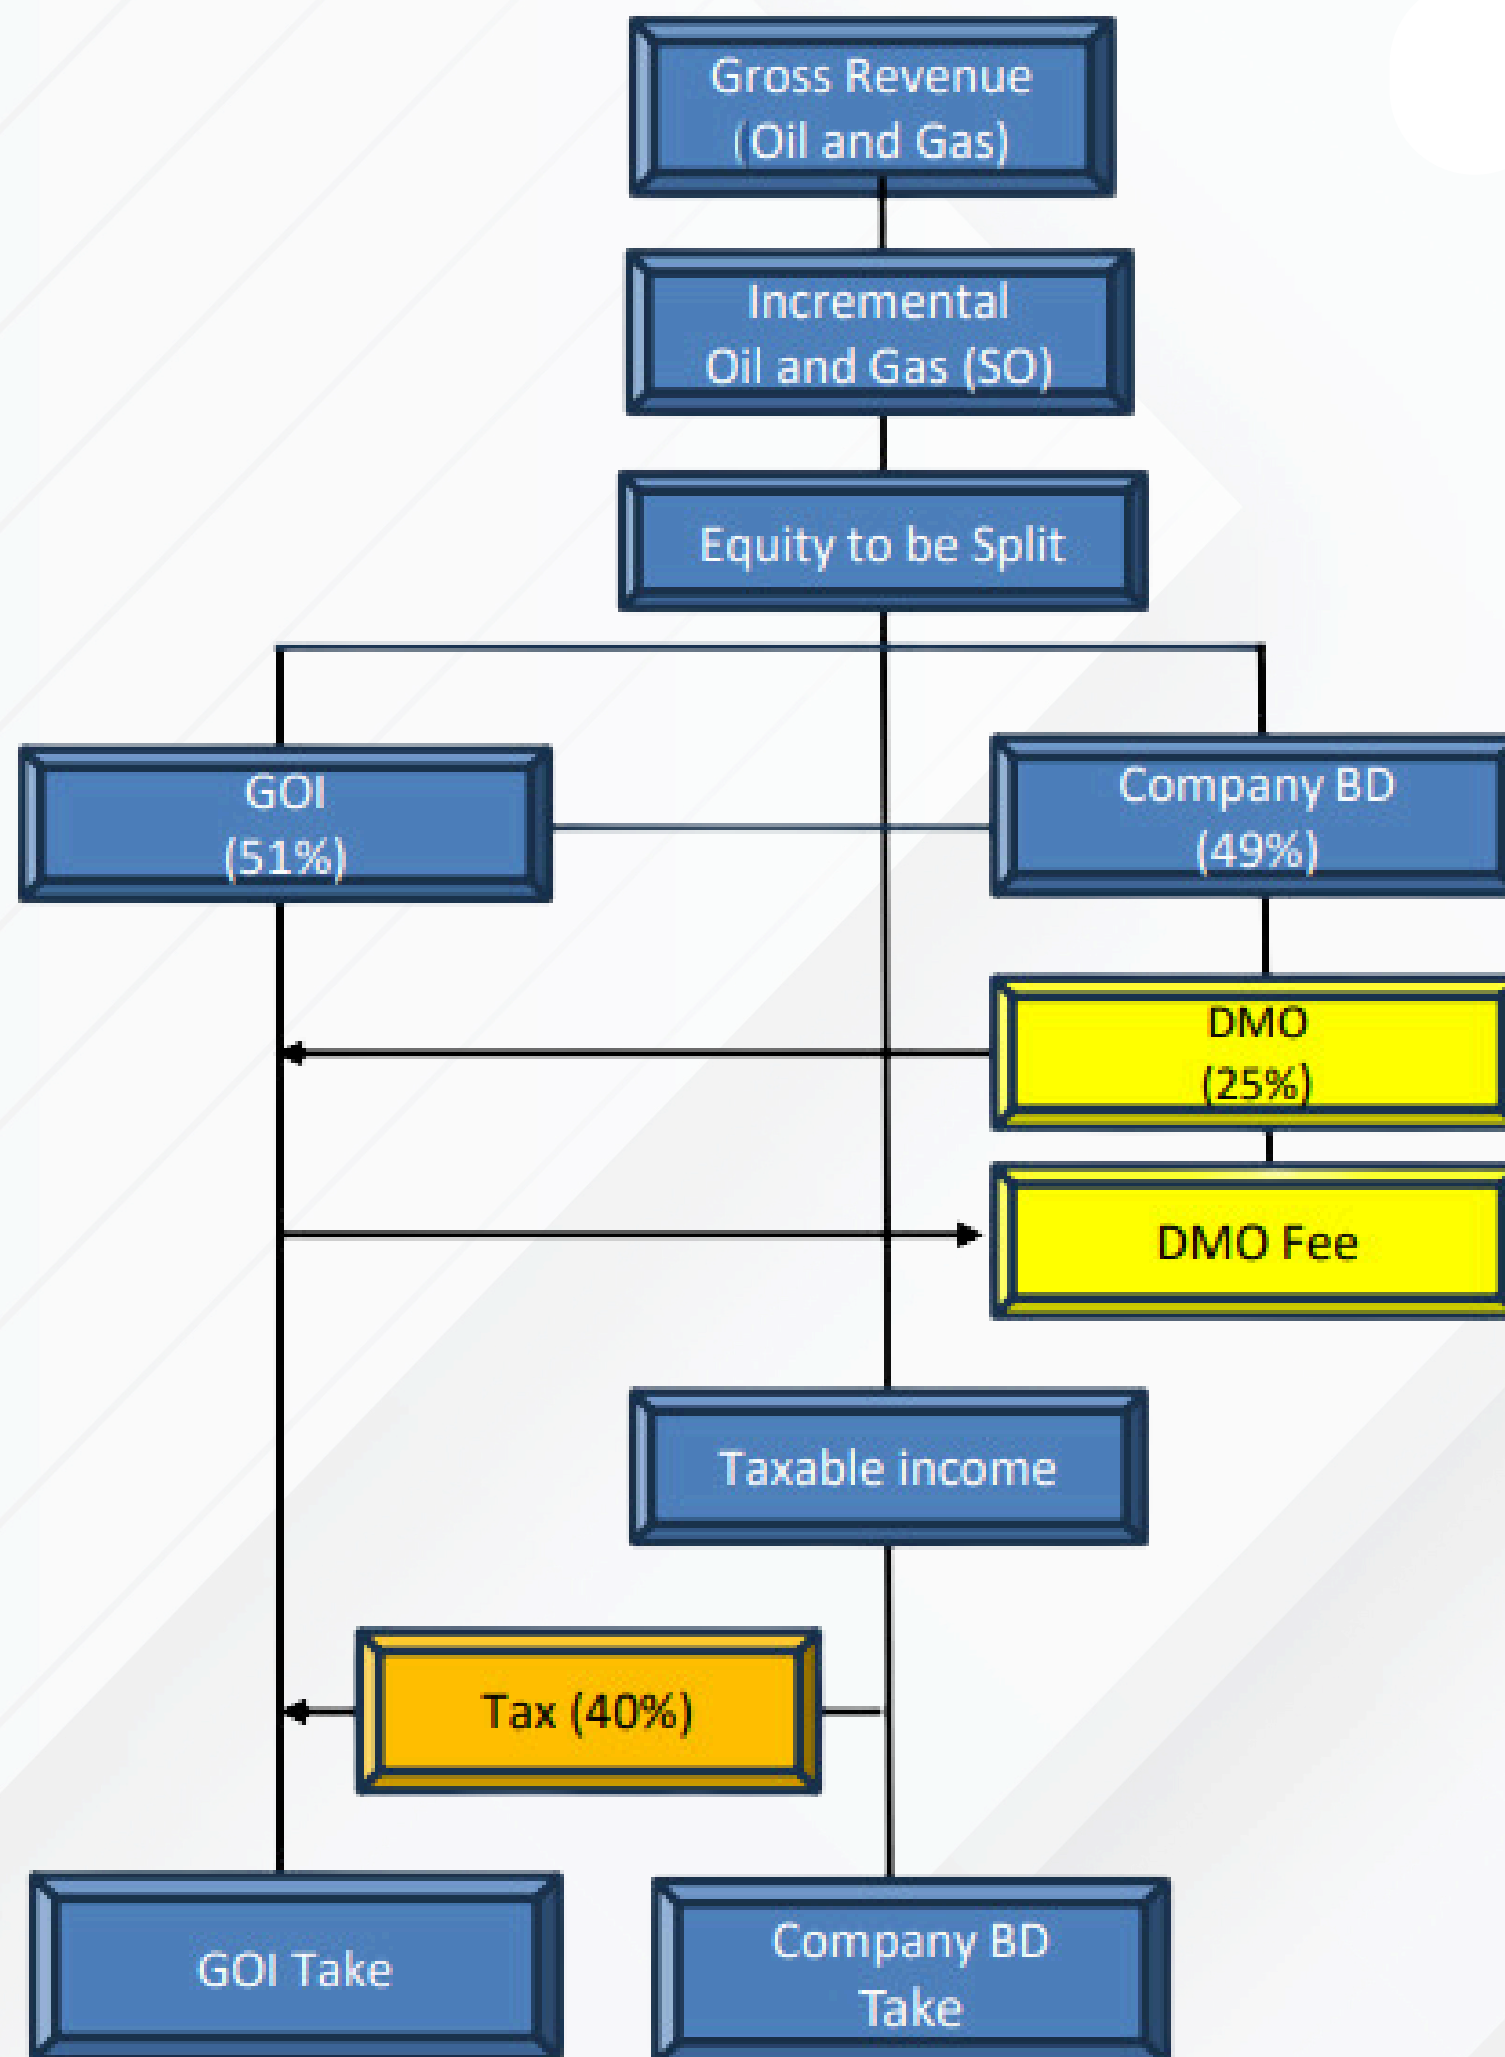 Gross Revenue
(Oil and Gas)
Incremental
Oil and Gas (SO)
Equity to be Split
GOI
(51%)
Company BD
(49%)
DMO
(25%)
DMO Fee
Taxable income
Tax (40%)
GOI Take
Company BD
Take